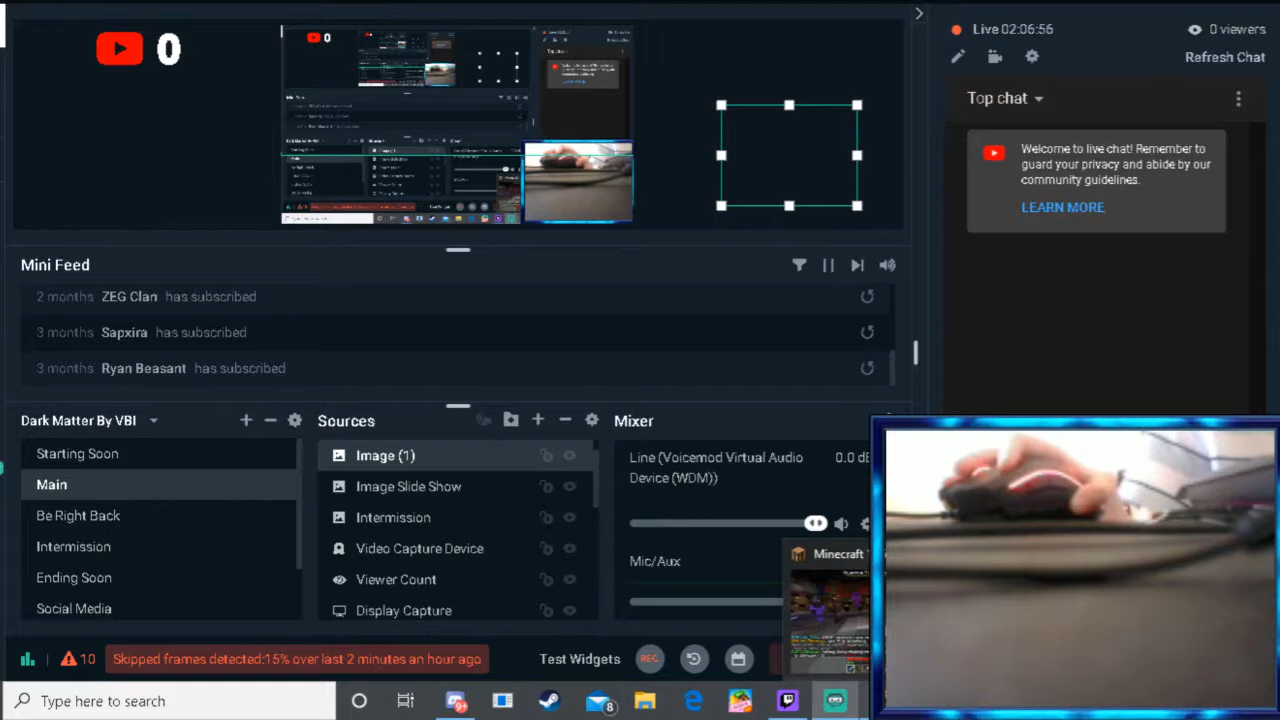 0
Live 02:06:56
0 viewers
Refresh Chat
Top chat
Welcome to live chat! Remember to
guard your privacy and abide by our
community guidelines.
LEARN MORE
Mini Feed
2 months ZEG Clan has subscribed
3 months Sapxira has subscribed
3 months Ryan Beasant has subscribed
Dark Matter By VBI
Starting Soon
Main
Be Right Back
Intermission
Ending Soon
Social Media
Sources
Image (1)
Image Slide Show
Intermission
Video Capture Device
Viewer Count
Display Capture
Mixer
Line (Voicemod Virtual Audio
Device (WDM))
0.0 dB
Mic/Aux
Minecraft
10
Skipped frames detected:15% over last 2 minutes an hour ago
Test Widgets
REC
Type here to search
9+
8